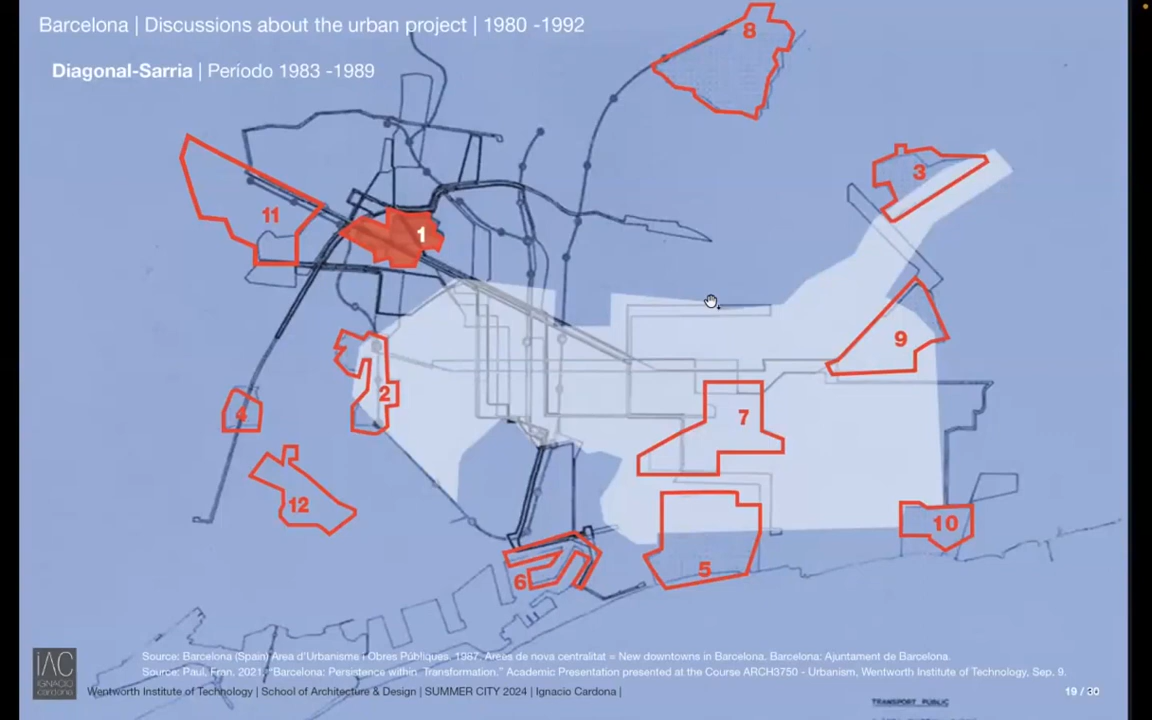 Barcelona | Discussions about the urban project | 1980 -1992
Diagonal-Sarria | Período 1983 -1989
8
3
11
1
9
2
4
7
12
10
6
5
Source: Barcelona (Spain) Area d'Urbanisme i Obres Públiques. 1987. Àrees de nova centralitat = New downtowns in Barcelona. Barcelona: Ajuntament de Barcelona.
Source: Paul, Fran. 2021. "Barcelona: Persistence within Transformation." Academic Presentation presented at the Course ARCH3750 - Urbanism, Wentworth Institute of Technology, Sep. 9.
iAC
IGNACIO
cardona
Wentworth Institute of Technology | School of Architecture & Design | SUMMER CITY 2024 | Ignacio Cardona |
19 / 30
TRANSPORT PUBLIC